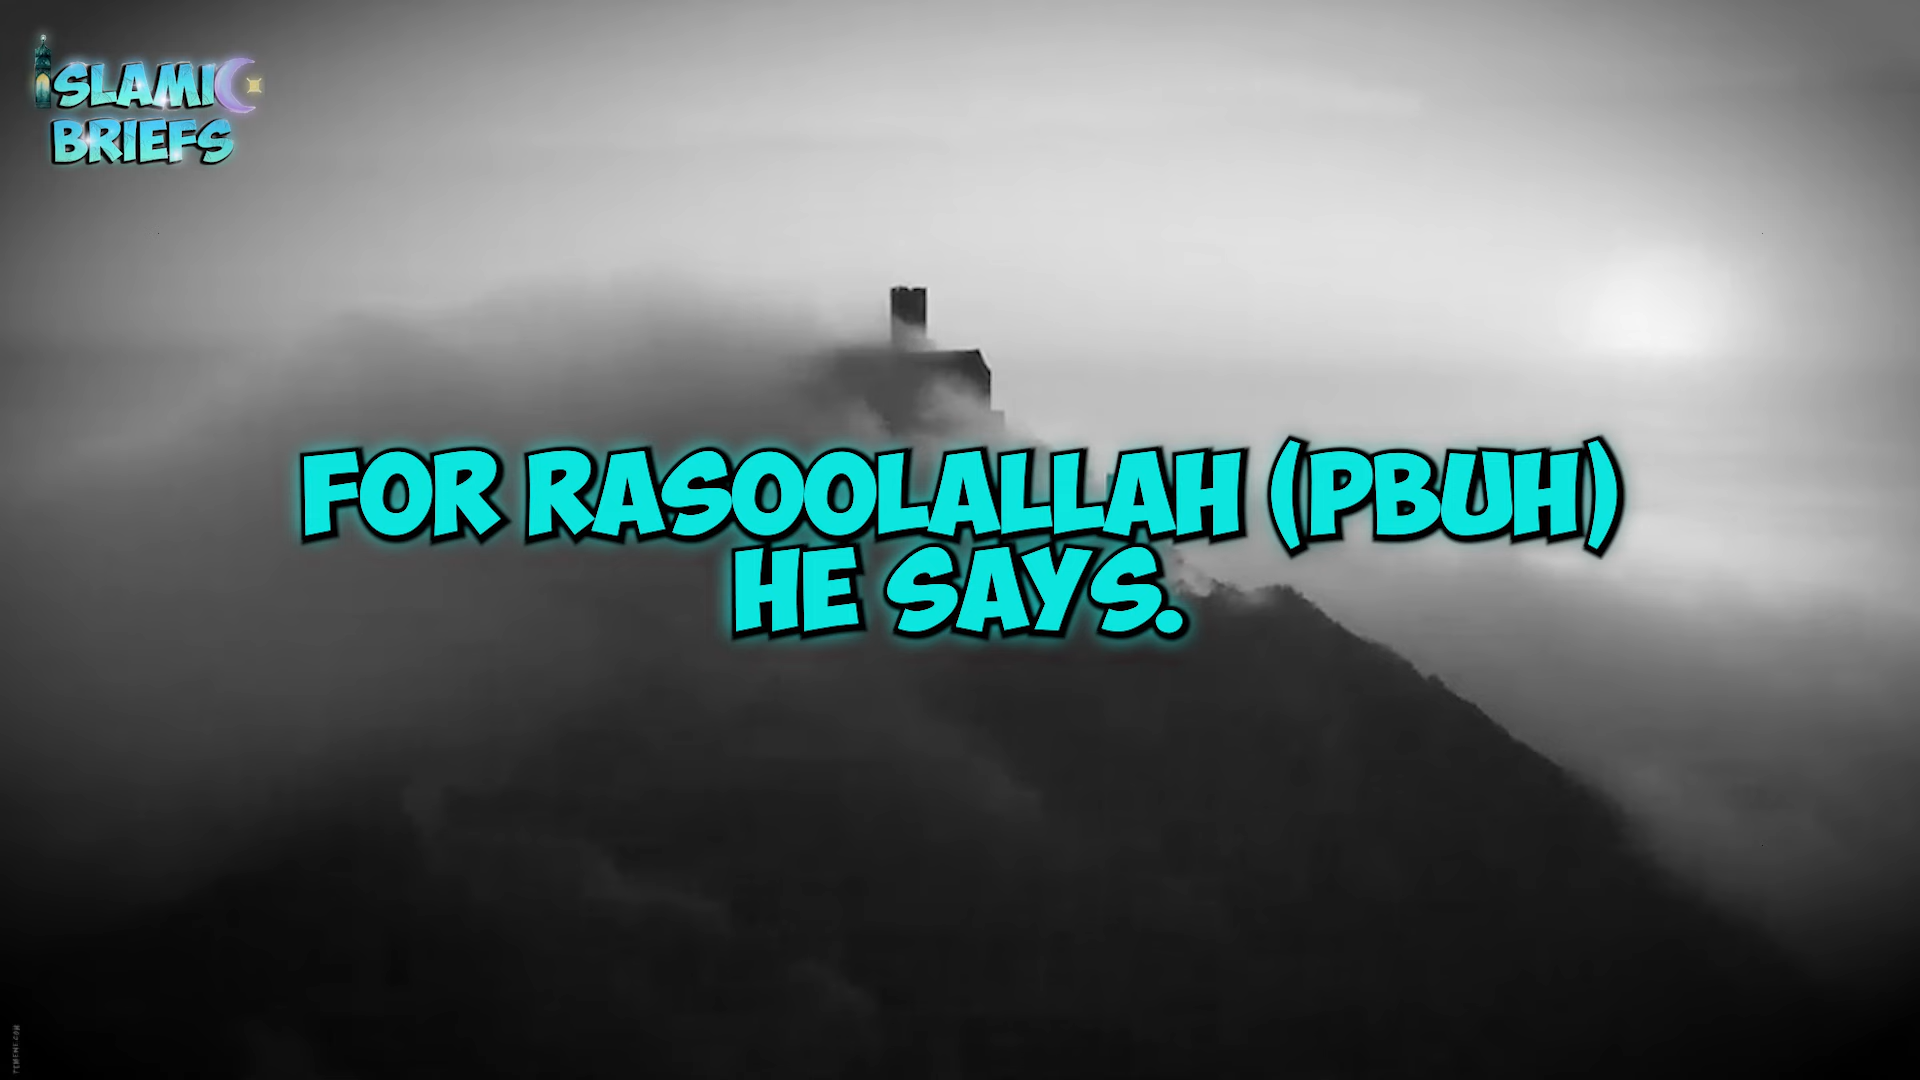 ISLAMIC
BRIEFS
FOR RASOOLALLAH (PBUH)
HE SAYS.